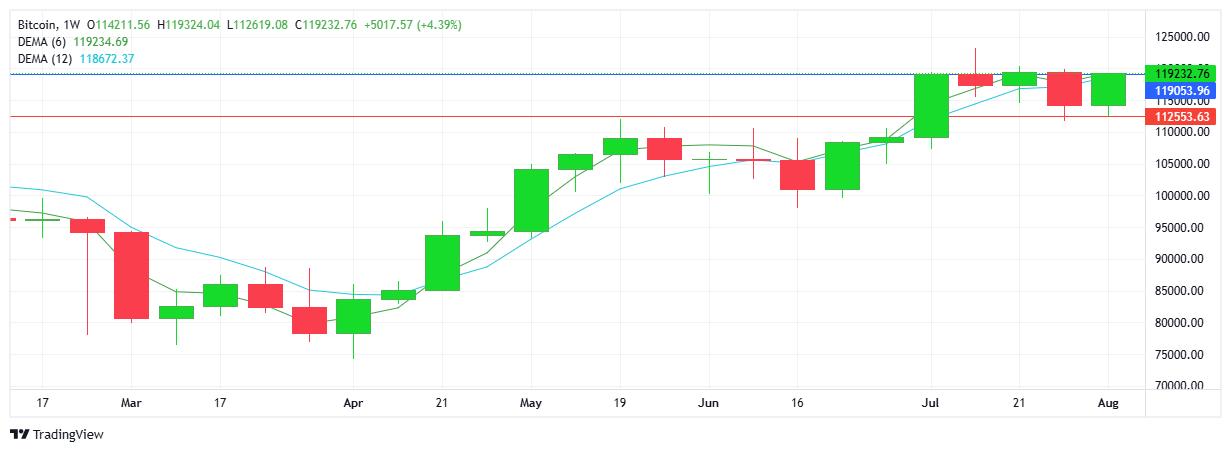 Bitcoin, 1W O114211.56 H119324.04 L112619.08 C119232.76 +5017.57 (+4.39%)
DEMA (6) 119234.69
DEMA (12) 118672.37
125000.00
119232.76
119053.96
115000.00
112553.63
110000.00
105000.00
100000.00
95000.00
90000.00
85000.00
80000.00
75000.00
70000.00
17 Mar 17 Apr 21 May 19 Jun 16 Jul 21 Aug
TradingView